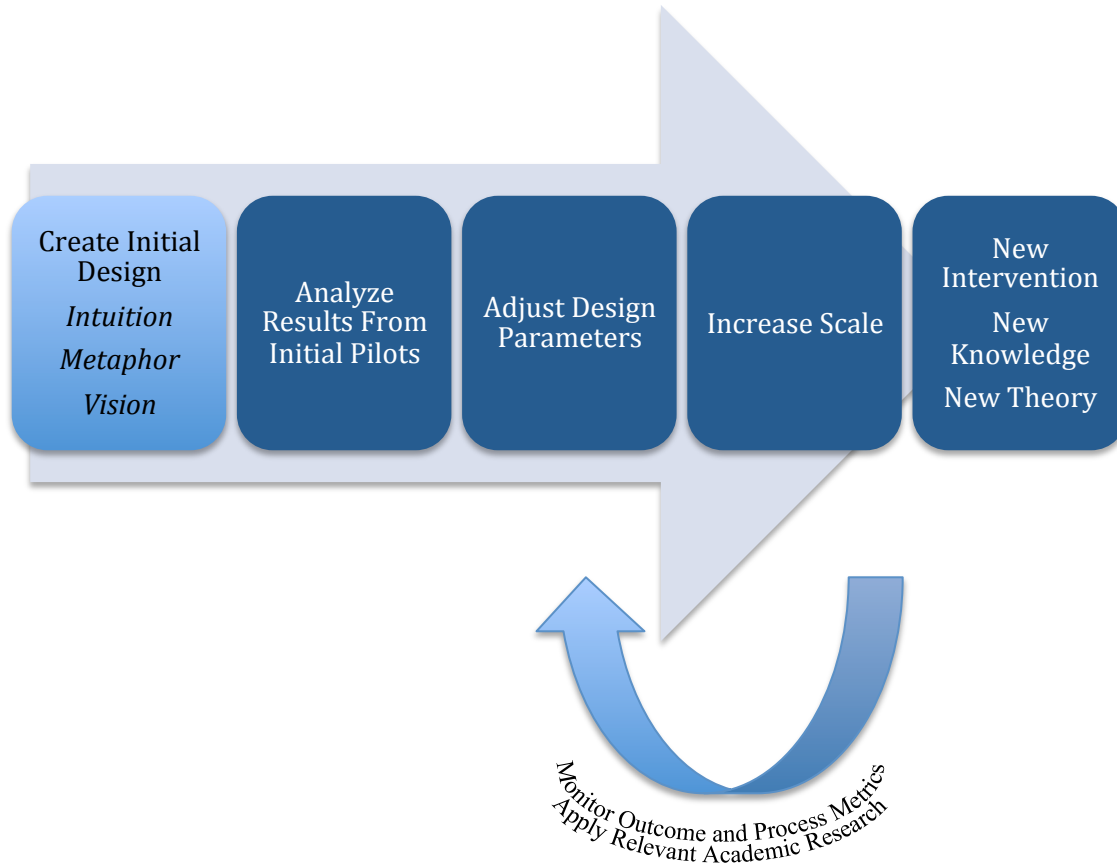 Create Initial
Design
Intuition
Metaphor
Vision
Analyze
Results From
Initial Pilots
Adjust Design
Parameters
Increase Scale
New
Intervention
New
Knowledge
New Theory
Monitor Outcome and Process Metrics
Apply Relevant Academic Research